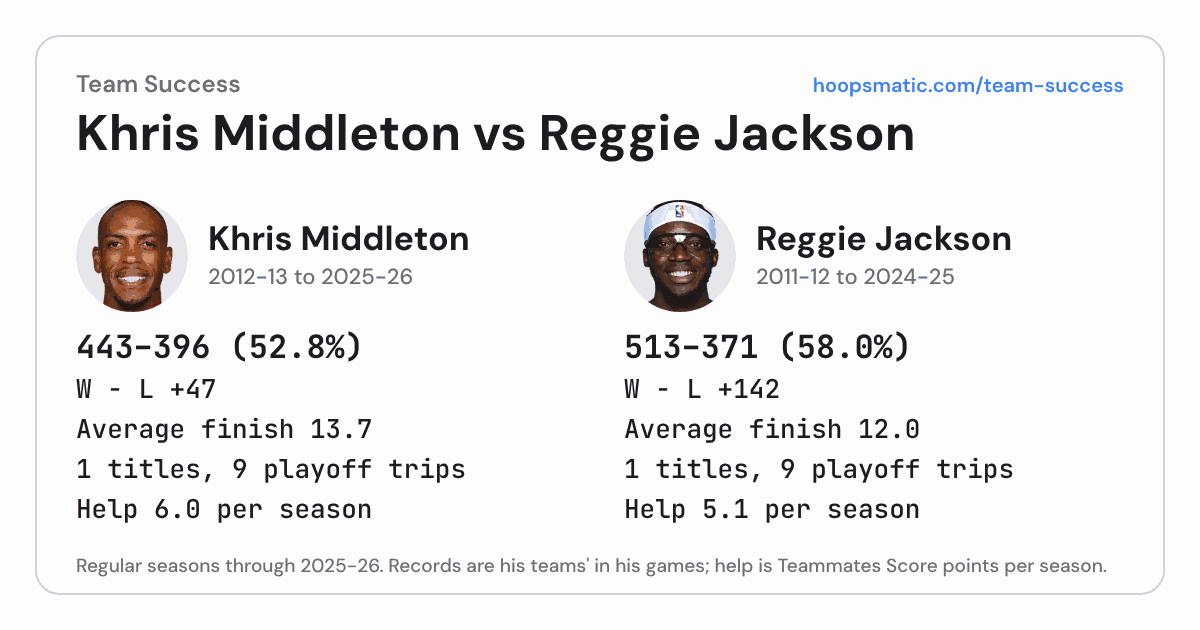 Team Success
hoopsmatic.com/team-success
Khris Middleton vs Reggie Jackson
Khris Middleton
2012-13 to 2025-26
443-396 (52.8%)
W - L +47
Average finish 13.7
1 titles, 9 playoff trips
Help 6.0 per season
Reggie Jackson
2011-12 to 2024-25
513-371 (58.0%)
W - L +142
Average finish 12.0
1 titles, 9 playoff trips
Help 5.1 per season
Regular seasons through 2025-26. Records are his teams' in his games; help is Teammates Score points per season.